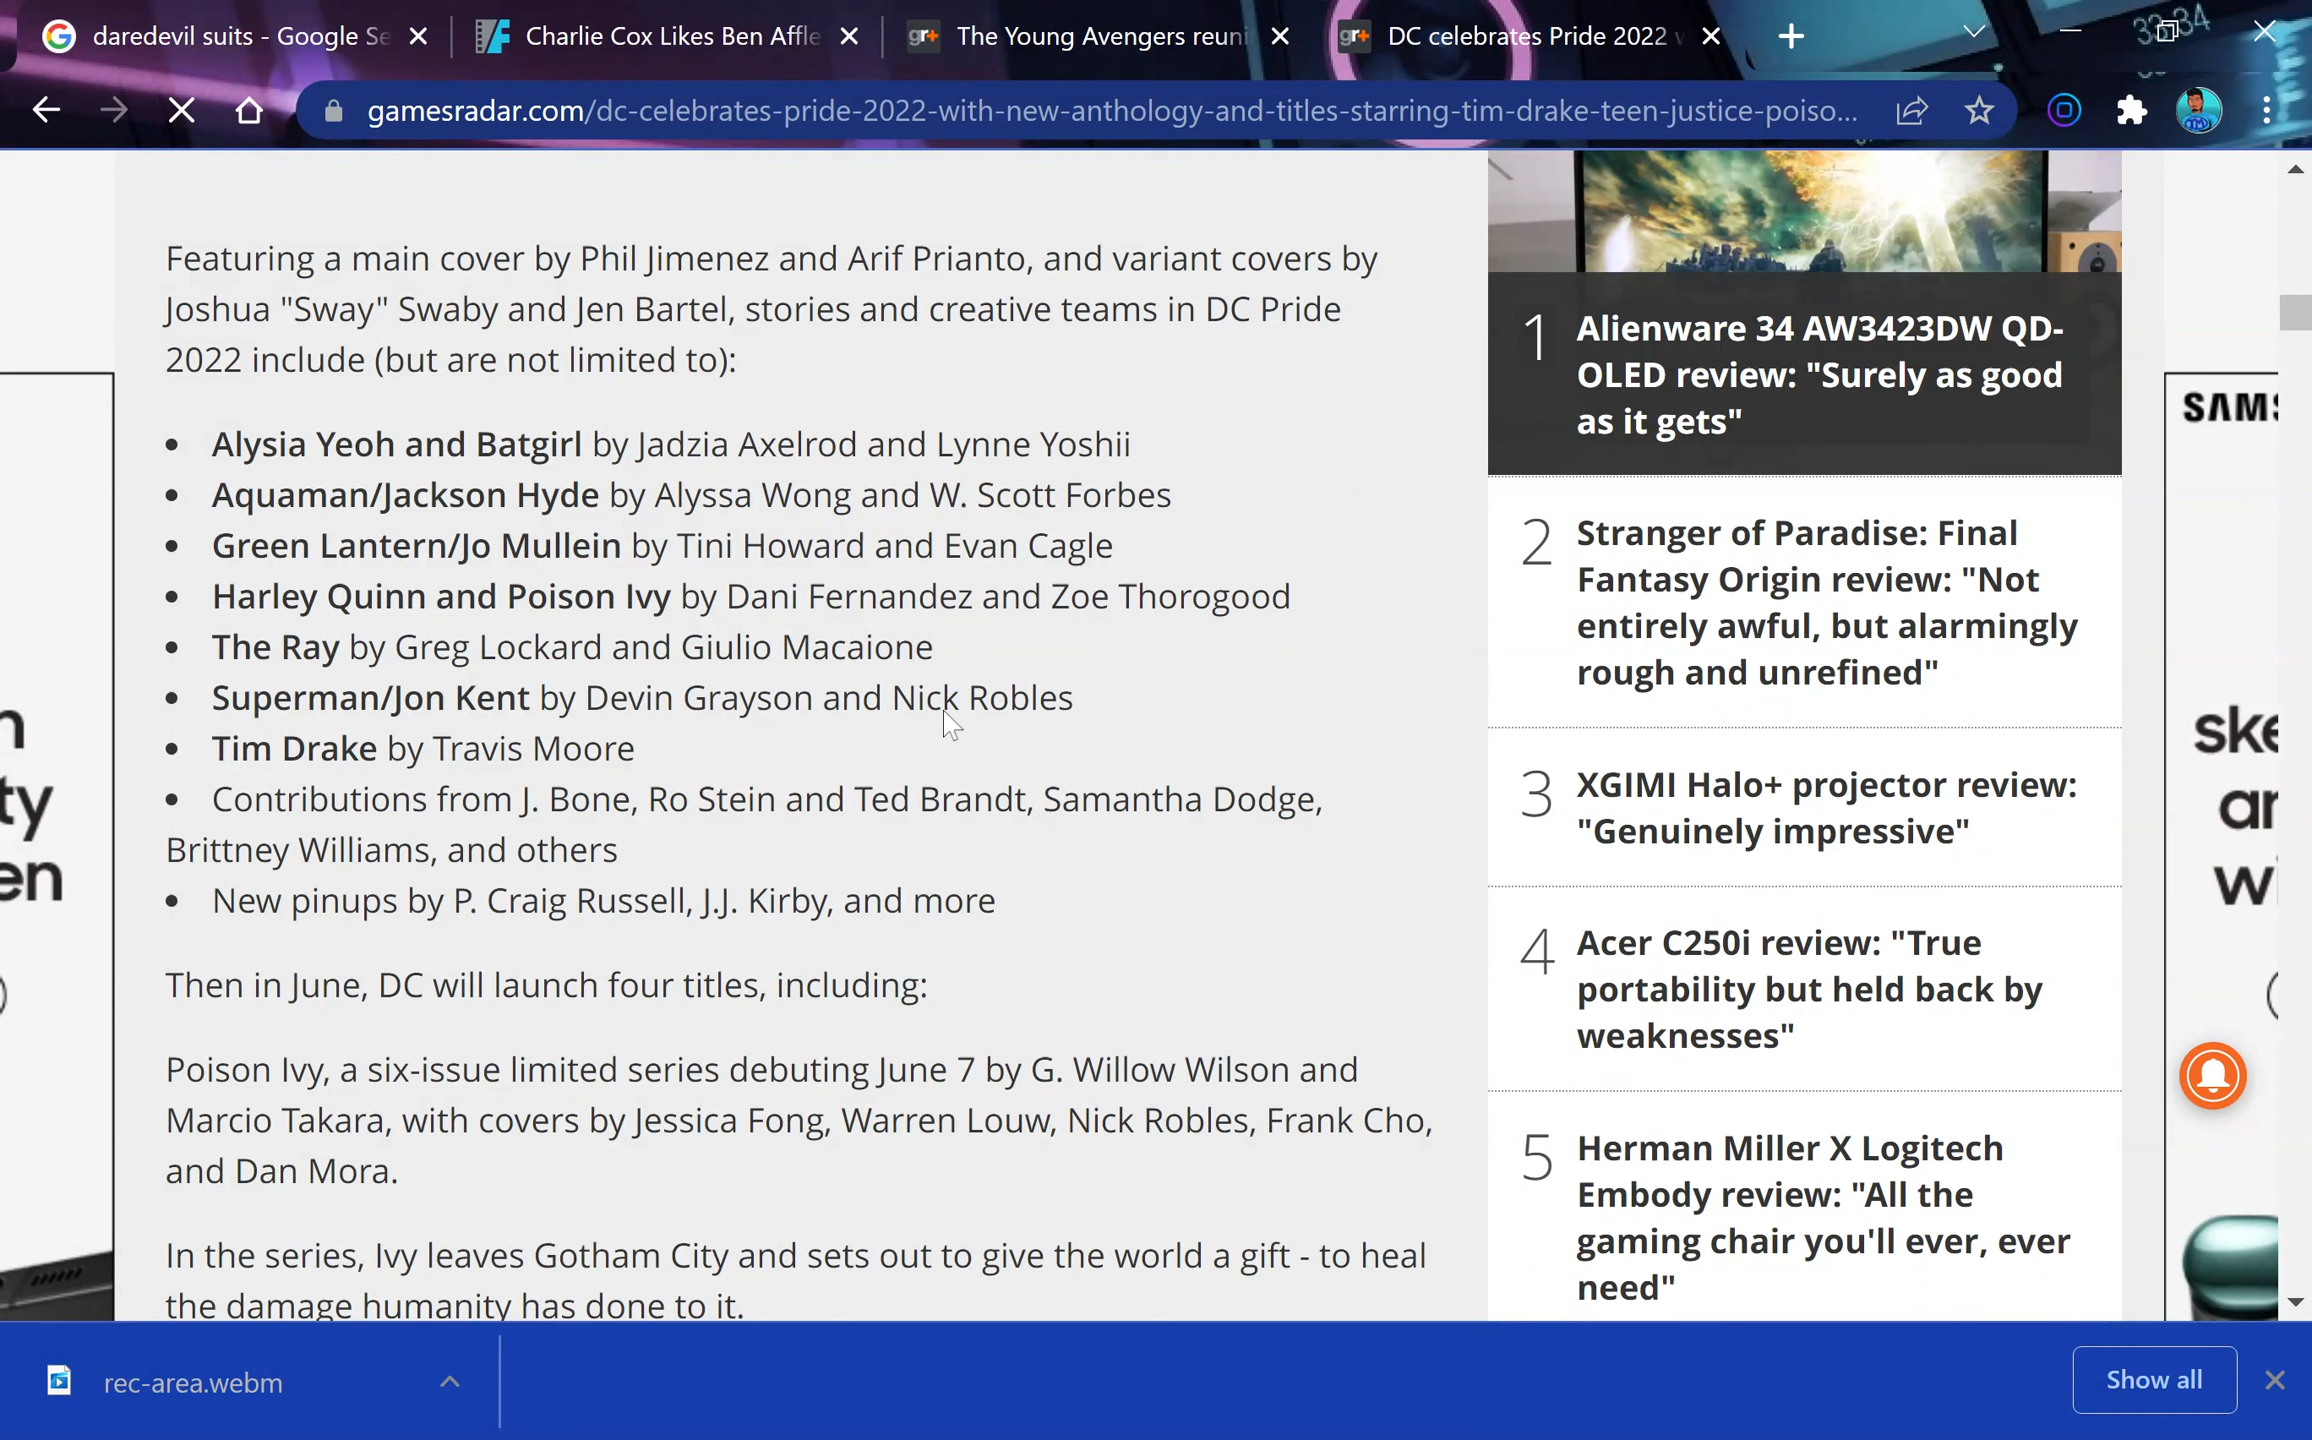 daredevil suits - Google Se
Charlie Cox Likes Ben Affle
gr+ The Young Avengers reuni
gr+ DC celebrates Pride 2022 w
gamesradar.com/dc-celebrates-pride-2022-with-new-anthology-and-titles-starring-tim-drake-teen-justice-poiso...
Featuring a main cover by Phil Jimenez and Arif Prianto, and variant covers by
Joshua "Sway" Swaby and Jen Bartel, stories and creative teams in DC Pride
2022 include (but are not limited to):
• Alysia Yeoh and Batgirl by Jadzia Axelrod and Lynne Yoshii
• Aquaman/Jackson Hyde by Alyssa Wong and W. Scott Forbes
• Green Lantern/Jo Mullein by Tini Howard and Evan Cagle
• Harley Quinn and Poison Ivy by Dani Fernandez and Zoe Thorogood
• The Ray by Greg Lockard and Giulio Macaione
• Superman/Jon Kent by Devin Grayson and Nick Robles
• Tim Drake by Travis Moore
• Contributions from J. Bone, Ro Stein and Ted Brandt, Samantha Dodge,
Brittney Williams, and others
• New pinups by P. Craig Russell, J.J. Kirby, and more
Then in June, DC will launch four titles, including:
Poison Ivy, a six-issue limited series debuting June 7 by G. Willow Wilson and
Marcio Takara, with covers by Jessica Fong, Warren Louw, Nick Robles, Frank Cho,
and Dan Mora.
In the series, Ivy leaves Gotham City and sets out to give the world a gift - to heal
the damage humanity has done to it.
1 Alienware 34 AW3423DW QD-
OLED review: "Surely as good
as it gets"
2 Stranger of Paradise: Final
Fantasy Origin review: "Not
entirely awful, but alarmingly
rough and unrefined"
3 XGIMI Halo+ projector review:
"Genuinely impressive"
4 Acer C250i review: "True
portability but held back by
weaknesses"
5 Herman Miller X Logitech
Embody review: "All the
gaming chair you'll ever, ever
need"
n
ty
en
SAMS
ske
ar
wi
rec-area.webm
Show all